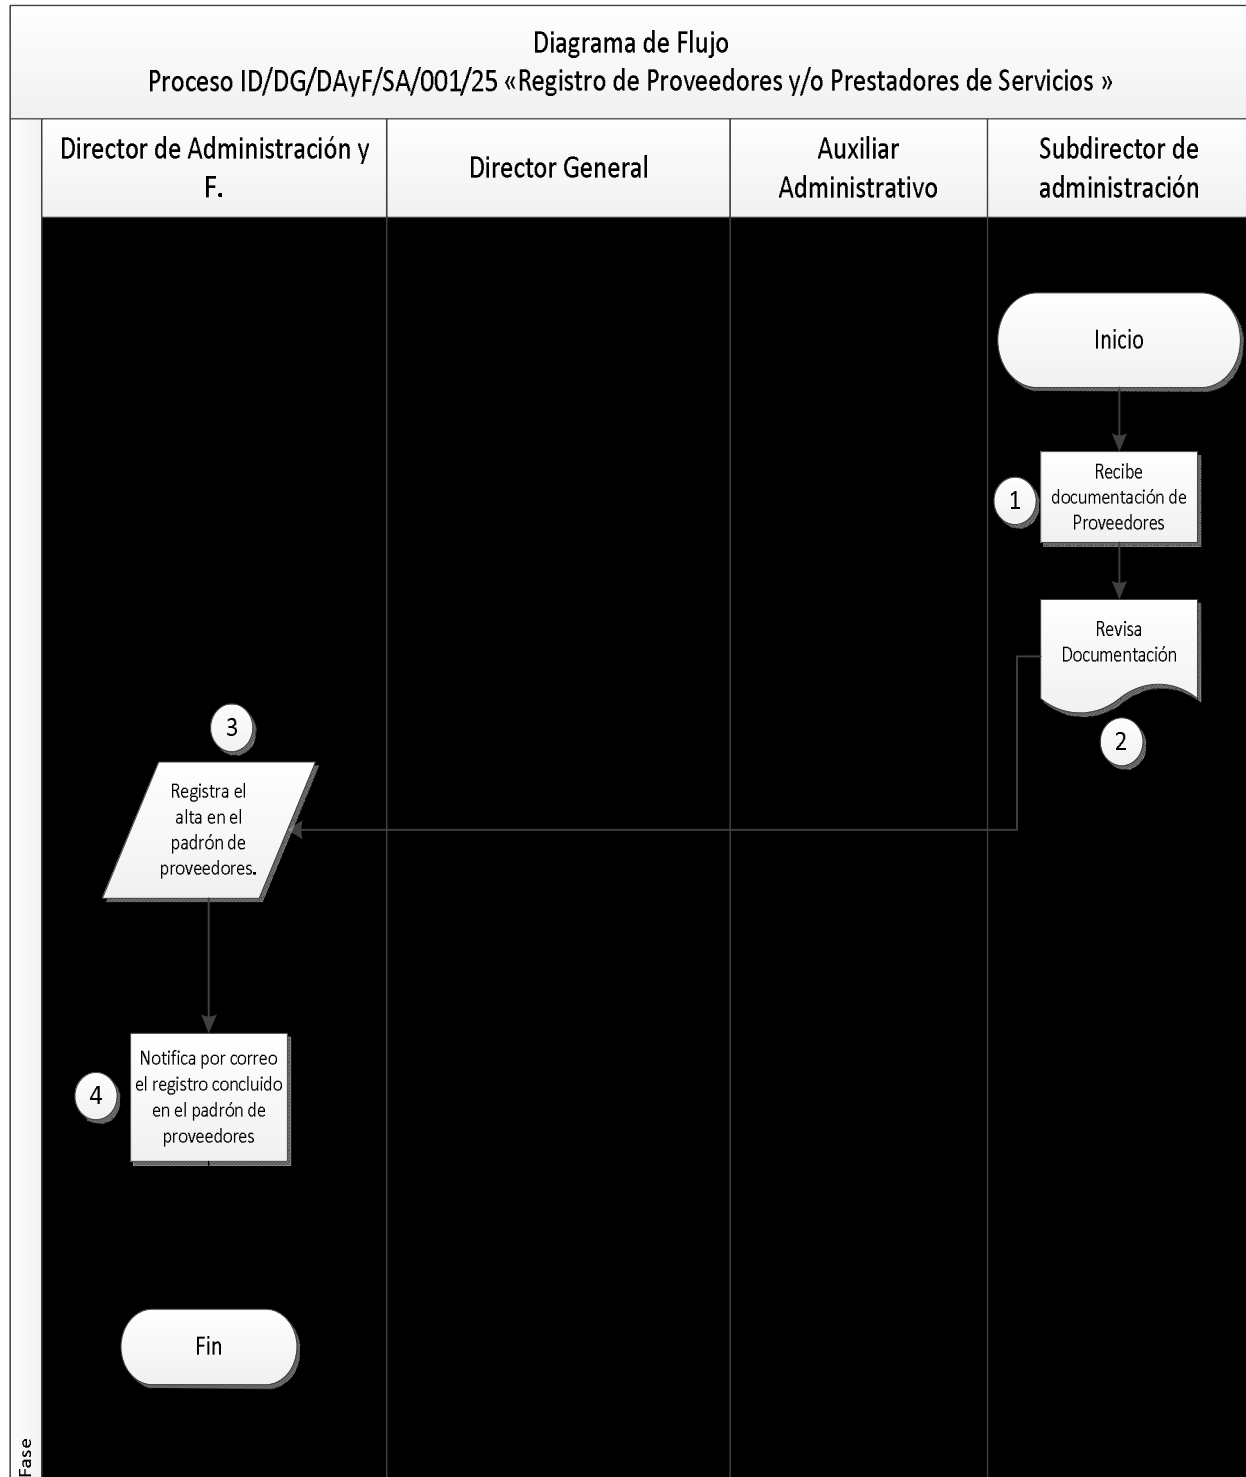 Diagrama de Flujo
Proceso ID/DG/DAyF/SA/001/25 «Registro de Proveedores y/o Prestadores de Servicios »
Director de Administración y
F.
Director General
Auxiliar
Administrativo
Subdirector de
administración
Inicio
1
Recibe
documentación de
Proveedores
Revisa
Documentación
2
3
Registra el
alta en el
padrón de
proveedores.
4
Notifica por correo
el registro concluido
en el padrón de
proveedores
Fin
Fase